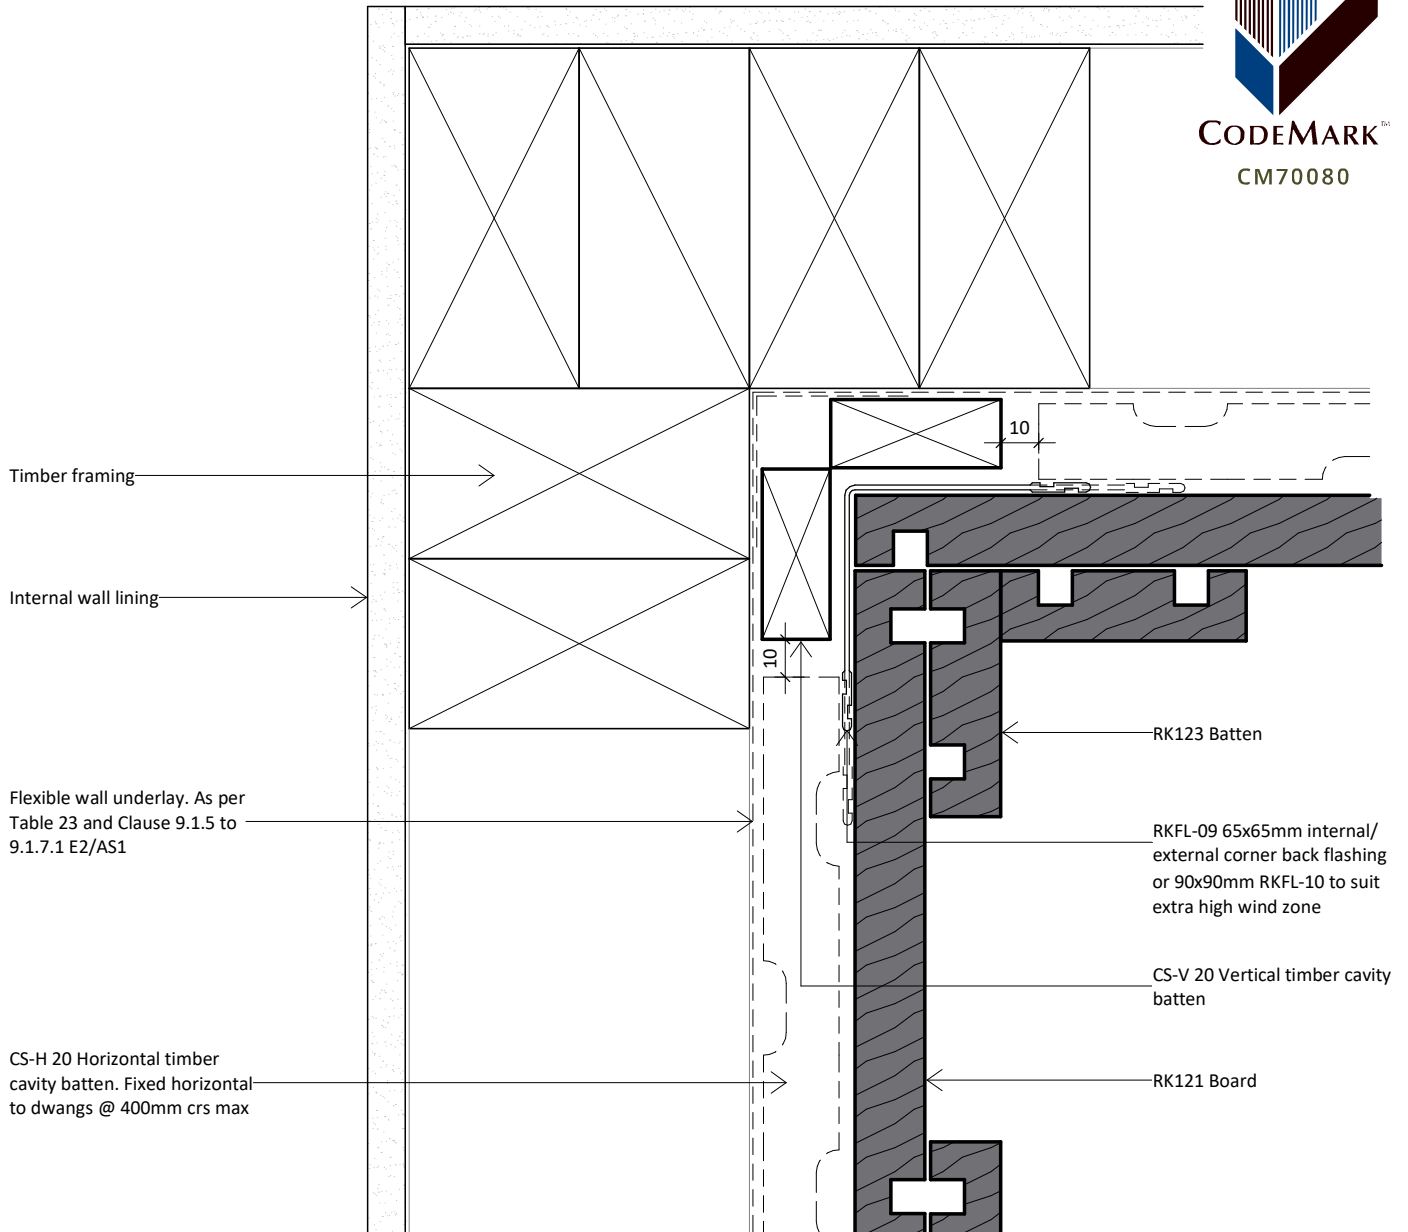 CODEMARK™
CM70080
10
Timber framing
Internal wall lining
10
RK123 Batten
Flexible wall underlay. As per
Table 23 and Clause 9.1.5 to
9.1.7.1 E2/AS1
RKFL-09 65x65mm internal/
external corner back flashing
or 90x90mm RKFL-10 to suit
extra high wind zone
CS-V 20 Vertical timber cavity
batten
CS-H 20 Horizontal timber
cavity batten. Fixed horizontal
to dwangs @ 400mm crs max
RK121 Board